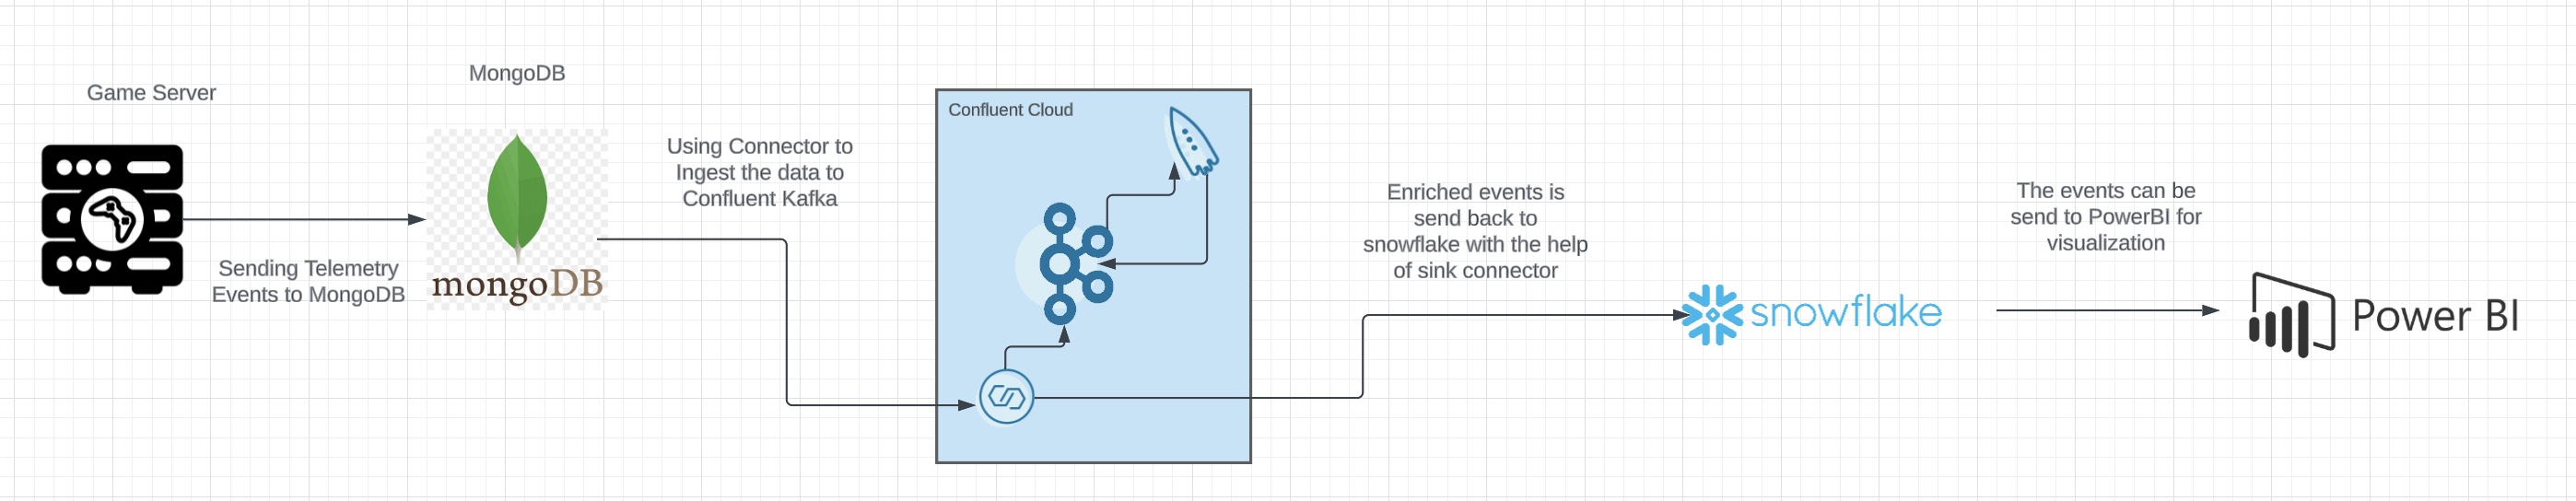 Game Server
Sending Telemetry
Events to MongoDB
MongoDB
mongoDB
Using Connector to
Ingest the data to
Confluent Kafka
Confluent Cloud
Enriched events is
send back to
snowflake with the help
of sink connector
snowflake
The events can be
send to PowerBI for
visualization
Power BI